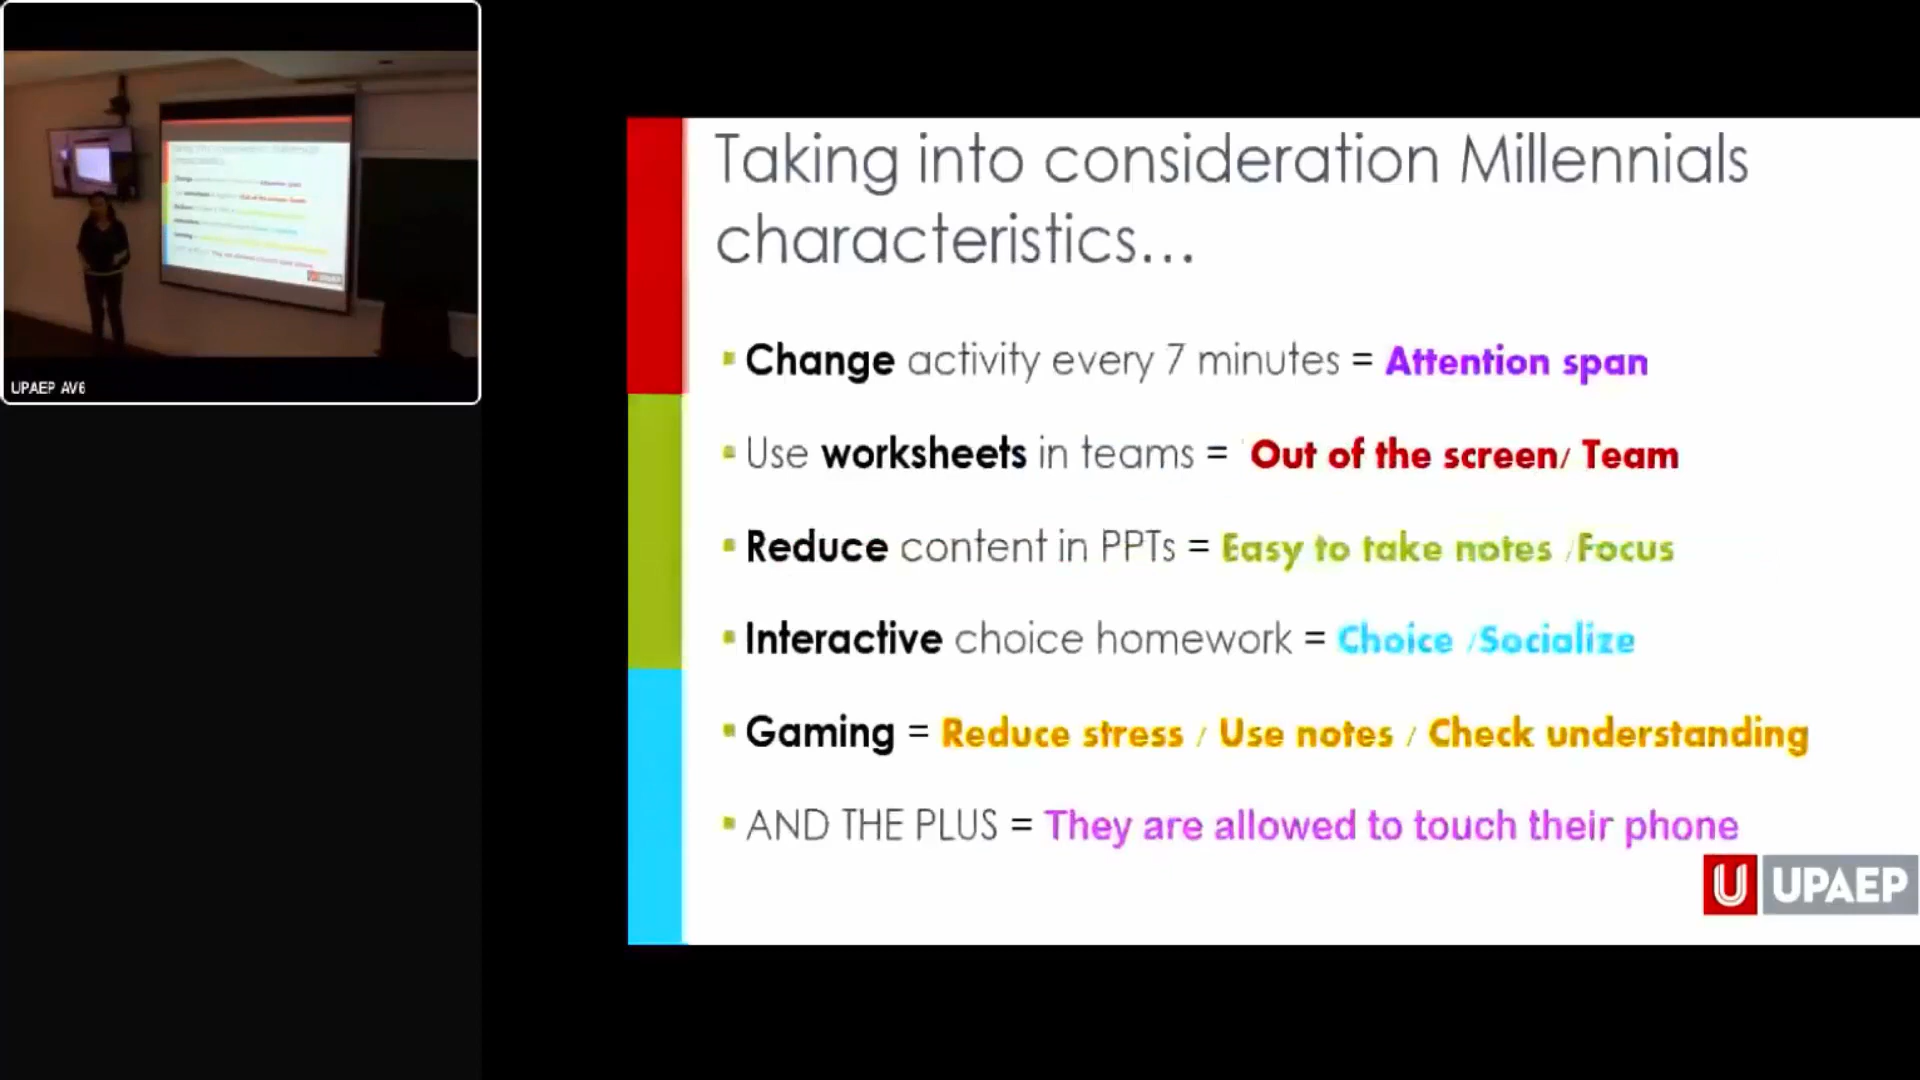 UPAEP AV6
Taking into consideration Millennials
characteristics...
Change activity every 7 minutes = Attention span
Use worksheets in teams = Out of the screen/ Team
Reduce content in PPTs = Easy to take notes /Focus
Interactive choice homework = Choice /Socialize
Gaming = Reduce stress / Use notes / Check understanding
AND THE PLUS = They are allowed to touch their phone
U UPAEP